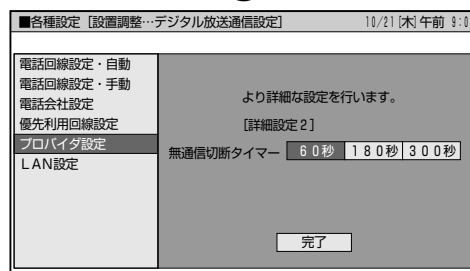 ■各種設定［設置調整…デジタル放送通信設定］ 10/21[木]午前 9:0
電話回線設定・自動
電話回線設定・手動
電話会社設定
優先利用回線設定
プロバイダ設定
ＬＡＮ設定
より詳細な設定を行います。
［詳細設定２］
無通信切断タイマー ６０秒 １８０秒 ３００秒
完了